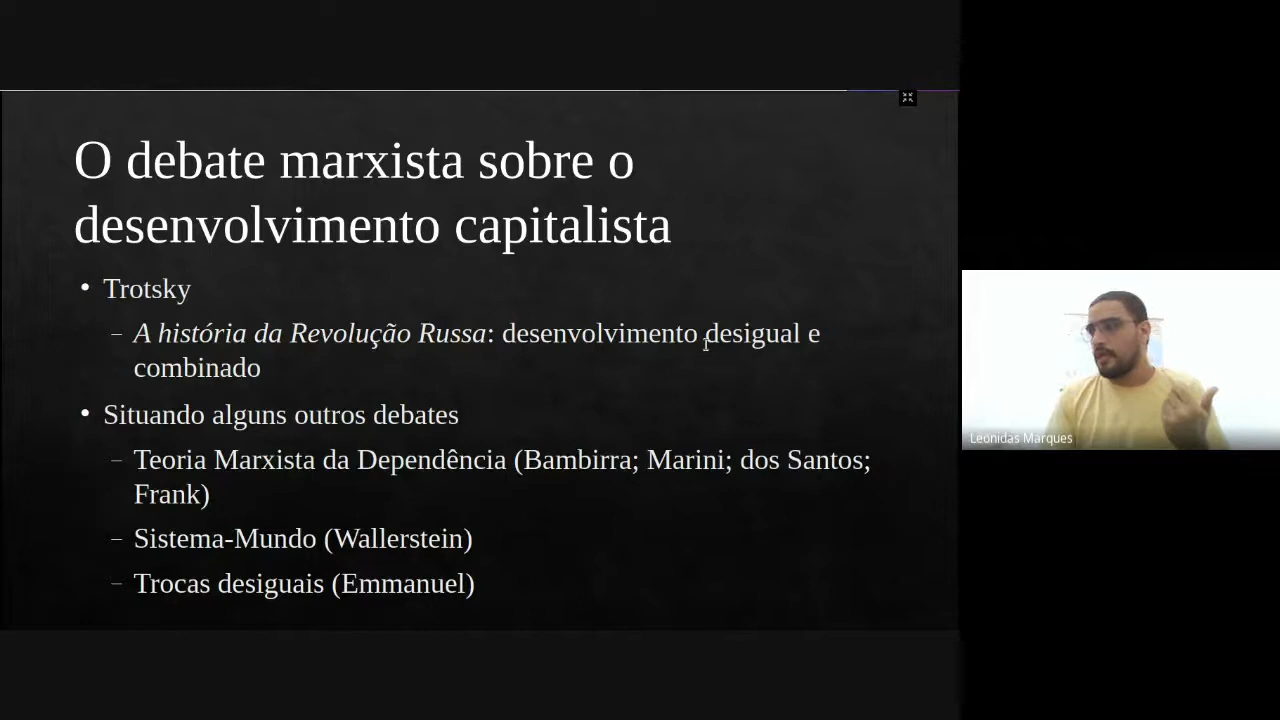 O debate marxista sobre o
desenvolvimento capitalista
• Trotsky
– A história da Revolução Russa: desenvolvimento desigual e
combinado
• Situando alguns outros debates
– Teoria Marxista da Dependência (Bambirra; Marini; dos Santos;
Frank)
– Sistema-Mundo (Wallerstein)
– Trocas desiguais (Emmanuel)
Leonidas Marques